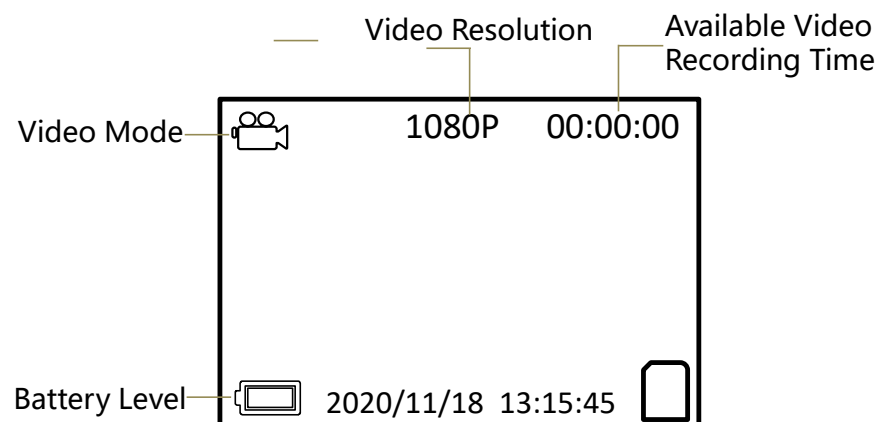 Video Resolution
Available Video
Recording Time
Video Mode
1080P 00:00:00
Battery Level
2020/11/18 13:15:45